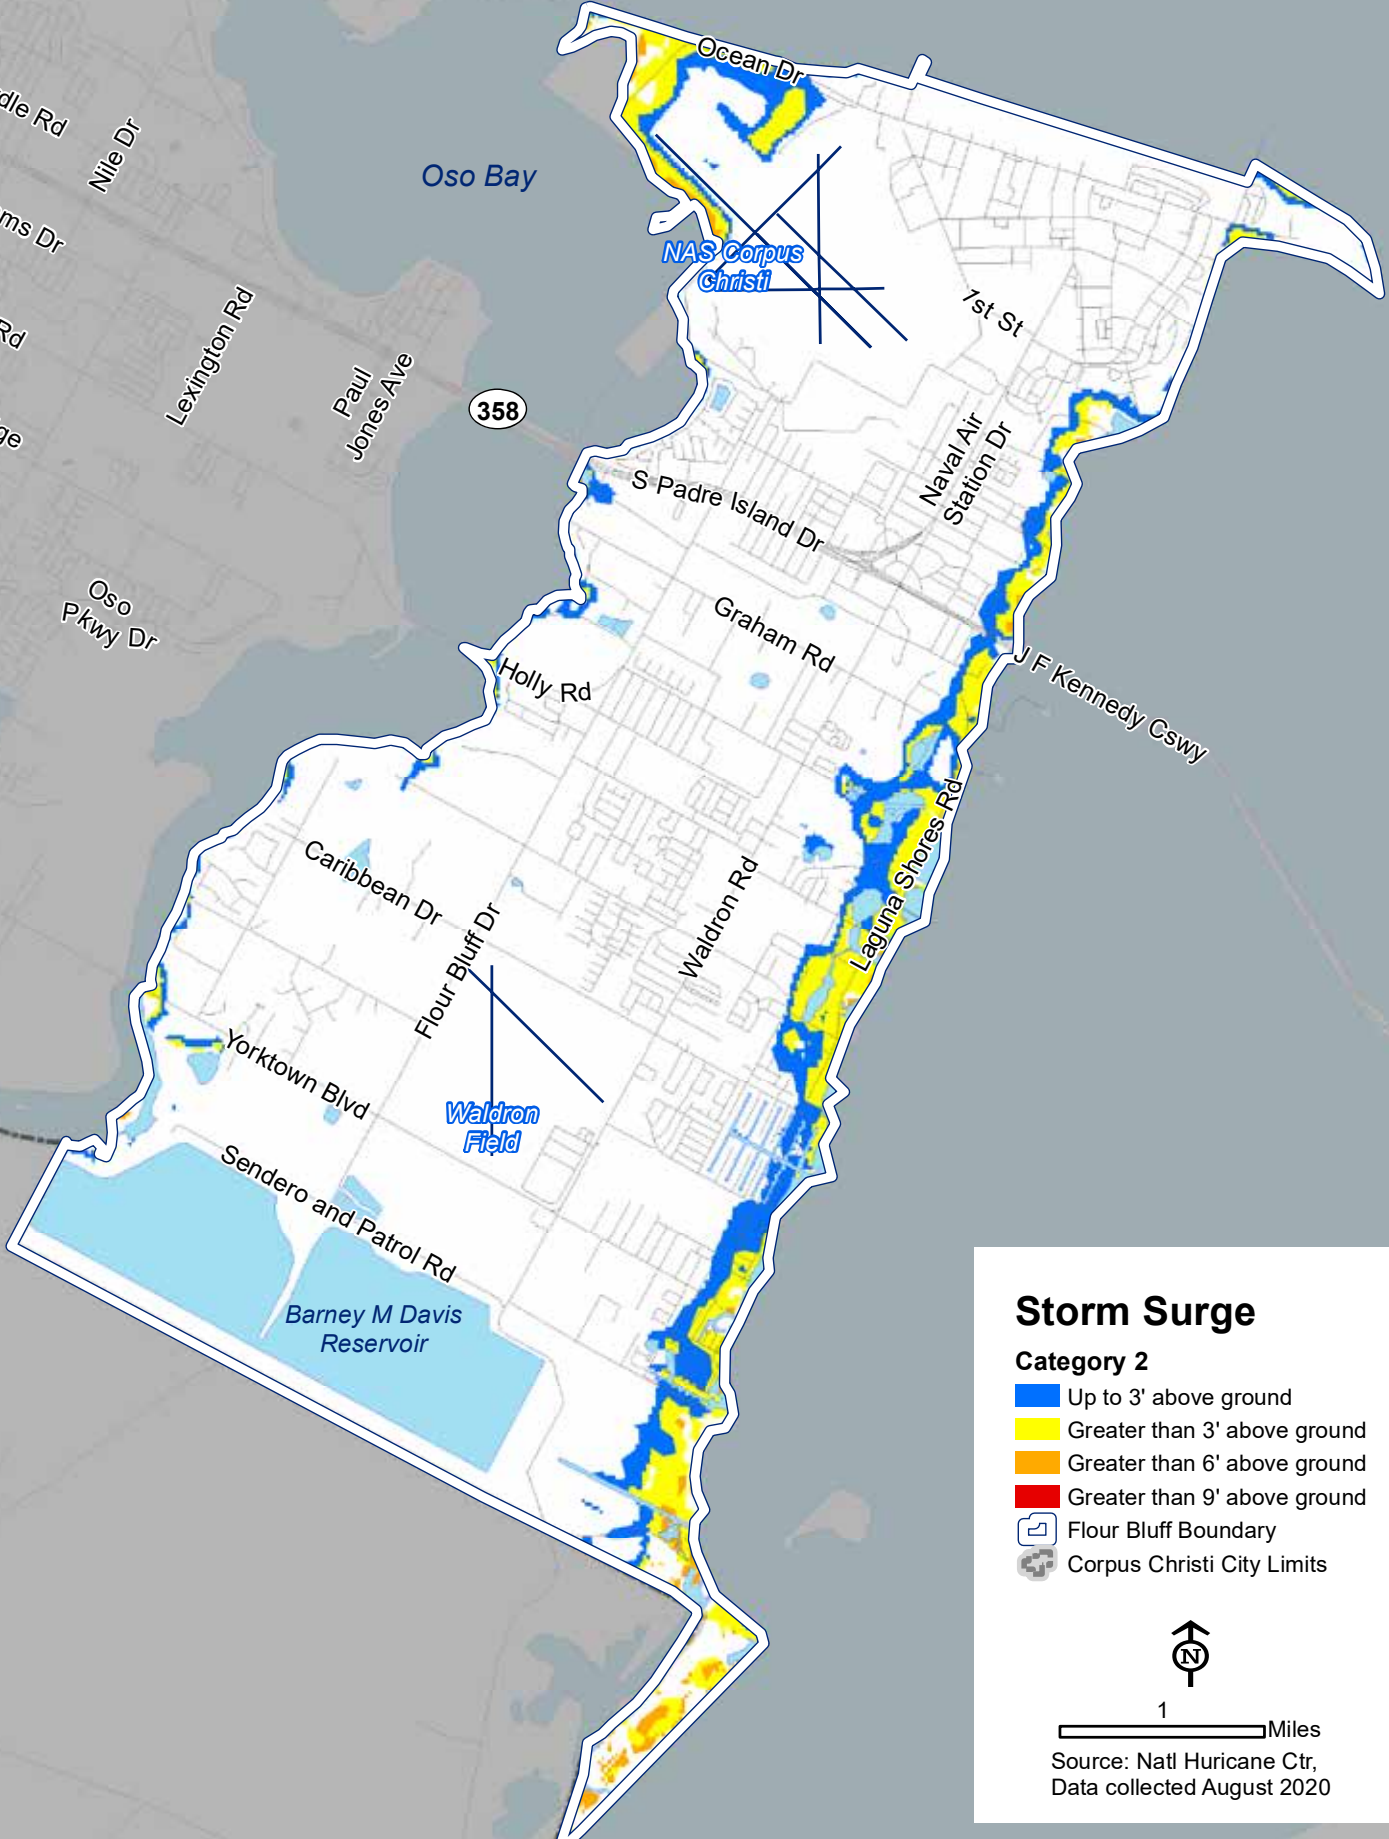 Ocean Dr
dle Rd
Nile Dr
Oso Bay
ms Dr
NAS Corpus
Christi
Lexington Rd
1st St
Rd
Paul
Jones Ave
358
ge
Naval Air
Station Dr
S Padre Island Dr
Oso
Pkwy Dr
Graham Rd
Holly Rd
J F Kennedy Cswy
Laguna Shores Rd
Caribbean Dr
Waldron Rd
Flour Bluff Dr
Yorktown Blvd
Waldron
Field
Sendero and Patrol Rd
Barney M Davis
Reservoir
Storm Surge
Category 2
Up to 3' above ground
Greater than 3' above ground
Greater than 6' above ground
Greater than 9' above ground
Flour Bluff Boundary
Corpus Christi City Limits
N
1
Miles
Source: Natl Huricane Ctr,
Data collected August 2020